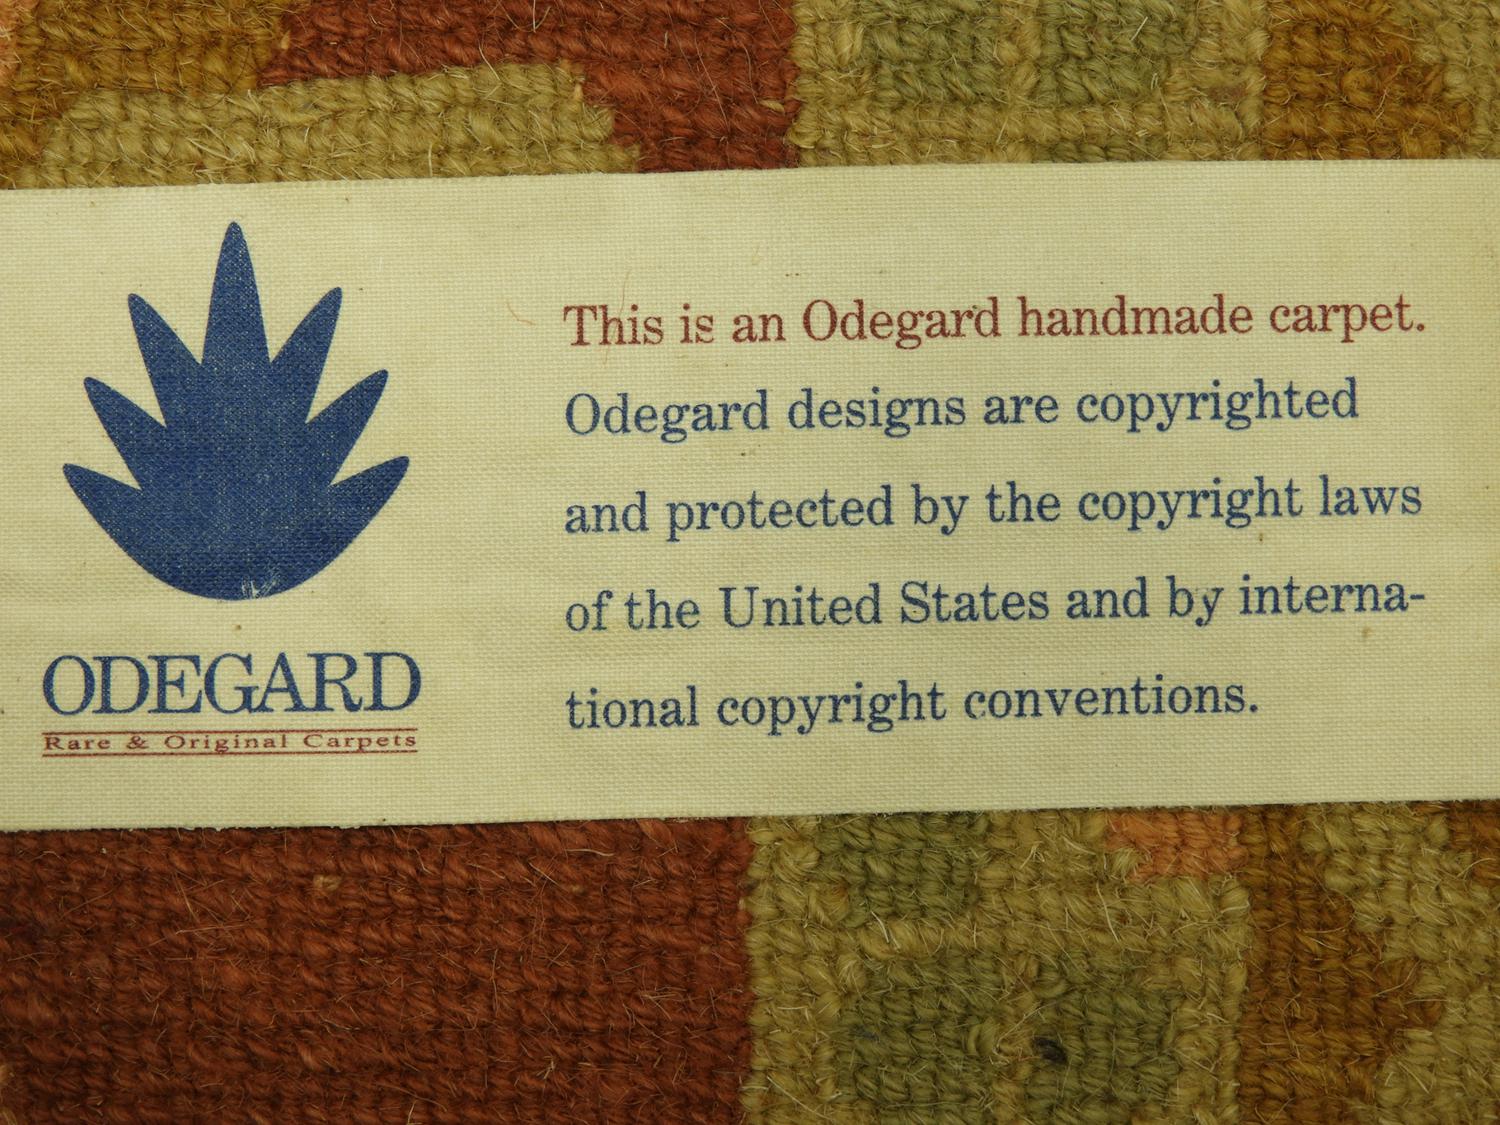 ODEGARD
Rare & Original Carpets
This is an Odegard handmade carpet.
Odegard designs are copyrighted
and protected by the copyright laws
of the United States and by interna-
tional copyright conventions.